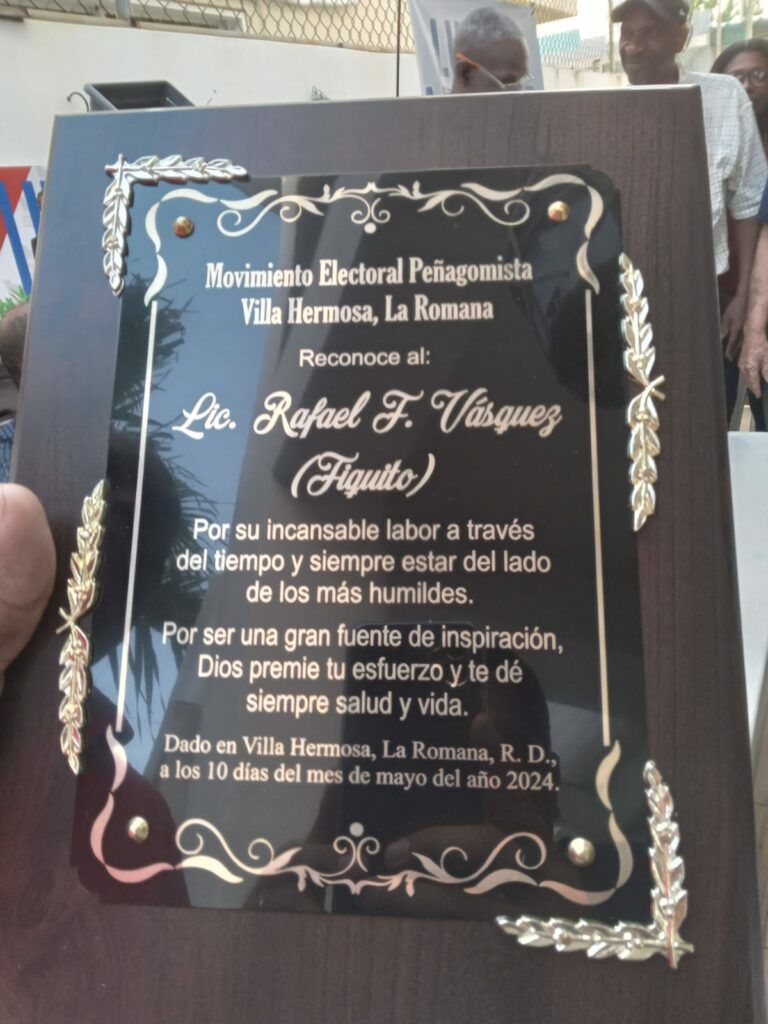 Movimiento Electoral Peñagomista
Villa Hermosa, La Romana
Reconoce al:
Lic. Rafael F. Vásquez
(Fiquito)
Por su incansable labor a través
del tiempo y siempre estar del lado
de los más humildes.
Por ser una gran fuente de inspiración,
Dios premie tu esfuerzo y te dé
siempre salud y vida.
Dado en Villa Hermosa, La Romana, R. D.,
a los 10 días del mes de mayo del año 2024.